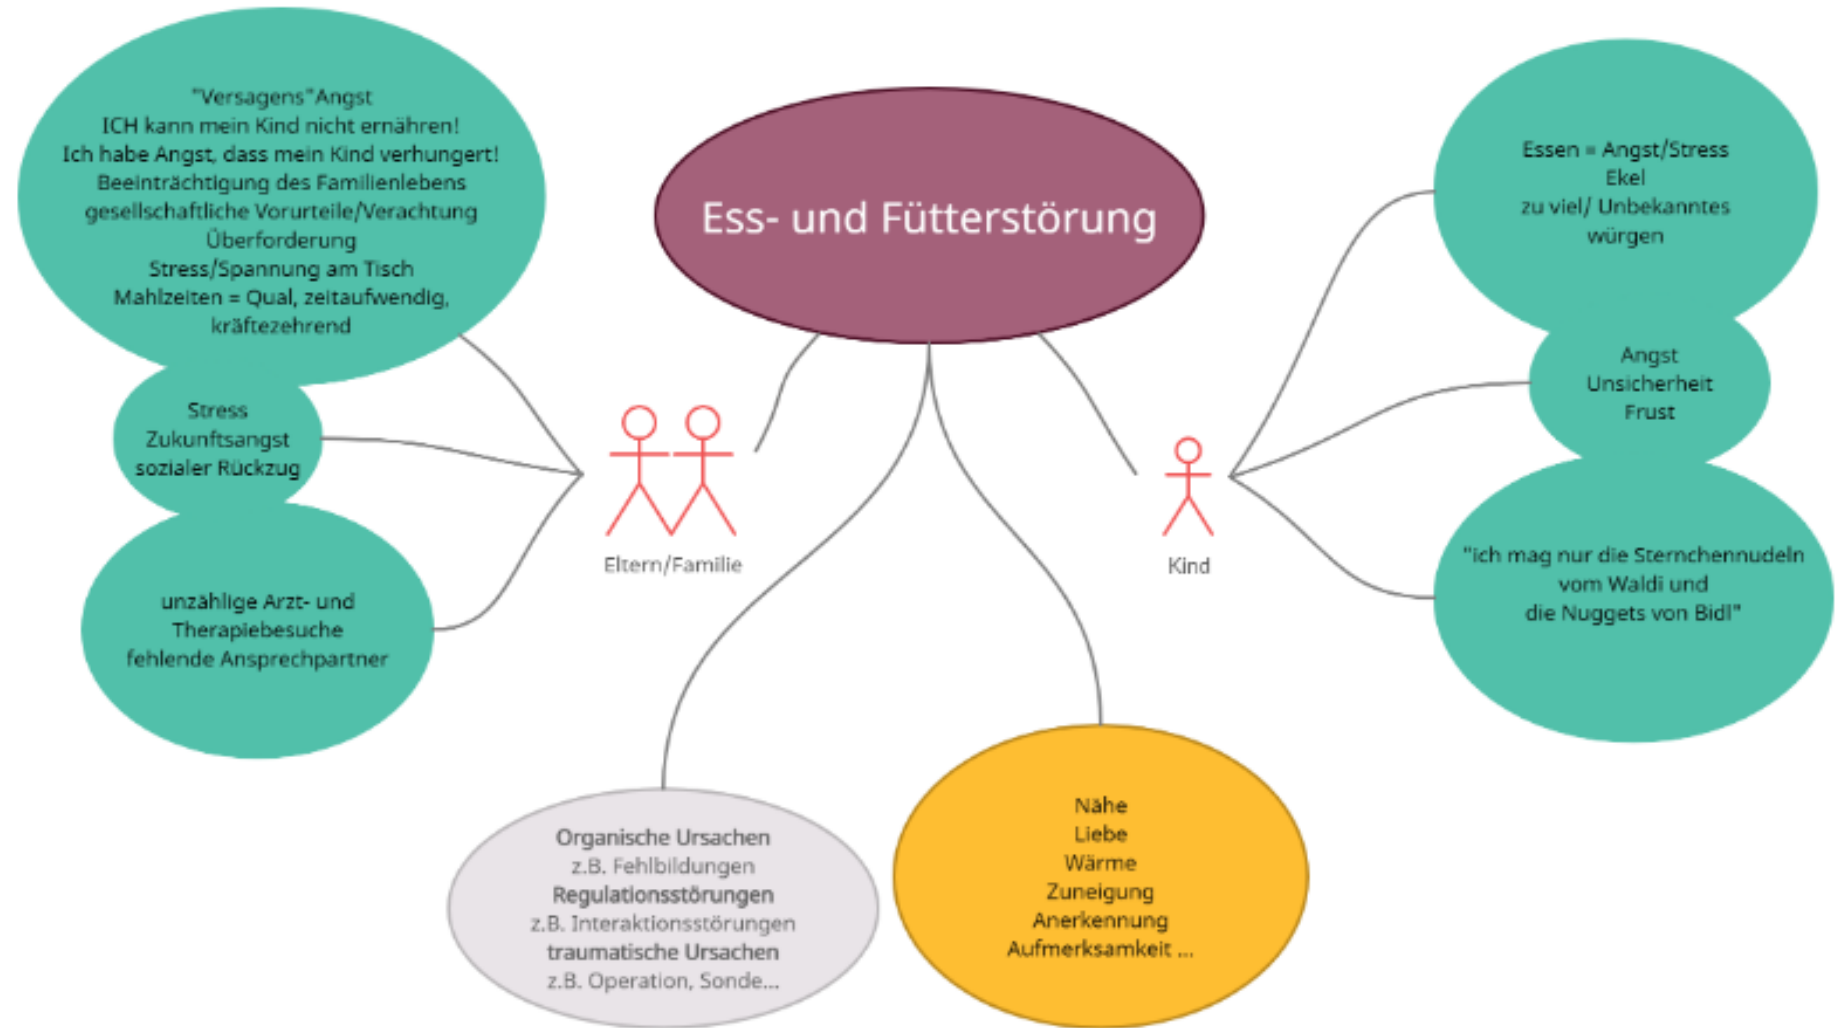 "Versagens"Angst
ICH kann mein Kind nicht ernähren!
Ich habe Angst, dass mein Kind verhungert!
Beeinträchtigung des Familienlebens
gesellschaftliche Vorurteile/Verachtung
Überforderung
Stress/Spannung am Tisch
Mahlzeiten = Qual, zeitaufwendig,
kräftezehrend
Stress
Zukunftsangst
sozialer Rückzug
unzählige Arzt- und
Therapiebesuche
fehlende Ansprechpartner
Ess- und Fütterstörung
Eltern/Familie
Kind
Essen = Angst/Stress
Ekel
zu viel/ Unbekanntes
würgen
Angst
Unsicherheit
Frust
"ich mag nur die Sternchennudeln
vom Waldi und
die Nuggets von Bidl"
Organische Ursachen
z.B. Fehlbildungen
Regulationsstörungen
z.B. Interaktionsstörungen
traumatische Ursachen
z.B. Operation, Sonde...
Nähe
Liebe
Wärme
Zuneigung
Anerkennung
Aufmerksamkeit ...